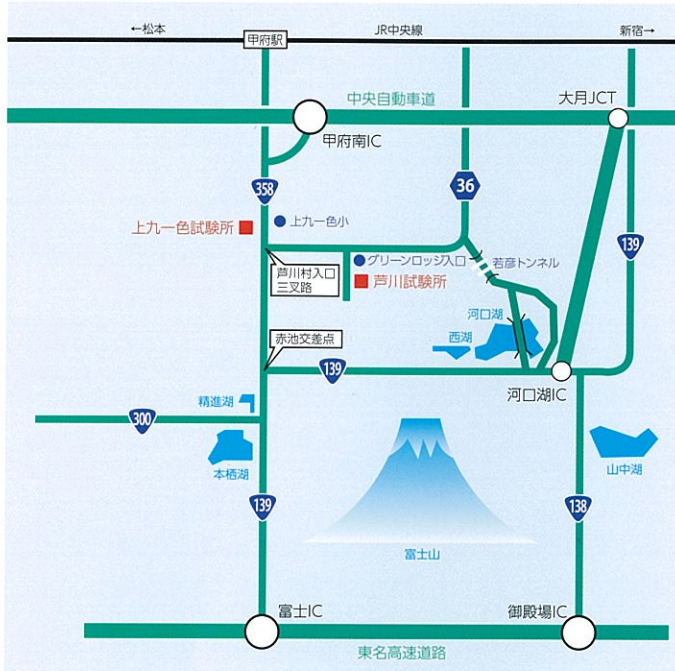 ←松本
JR中央線
新宿→
甲府駅
中央自動車道
大月JCT
甲府南IC
358
36
上九一色試験所
上九一色小
139
グリーンロッジ入口
若彦トンネル
芦川村入口
三叉路
芦川試験所
河口湖
西湖
赤池交差点
139
河口湖IC
精進湖
300
本栖湖
山中湖
139
138
富士山
富士IC
御殿場IC
東名高速道路